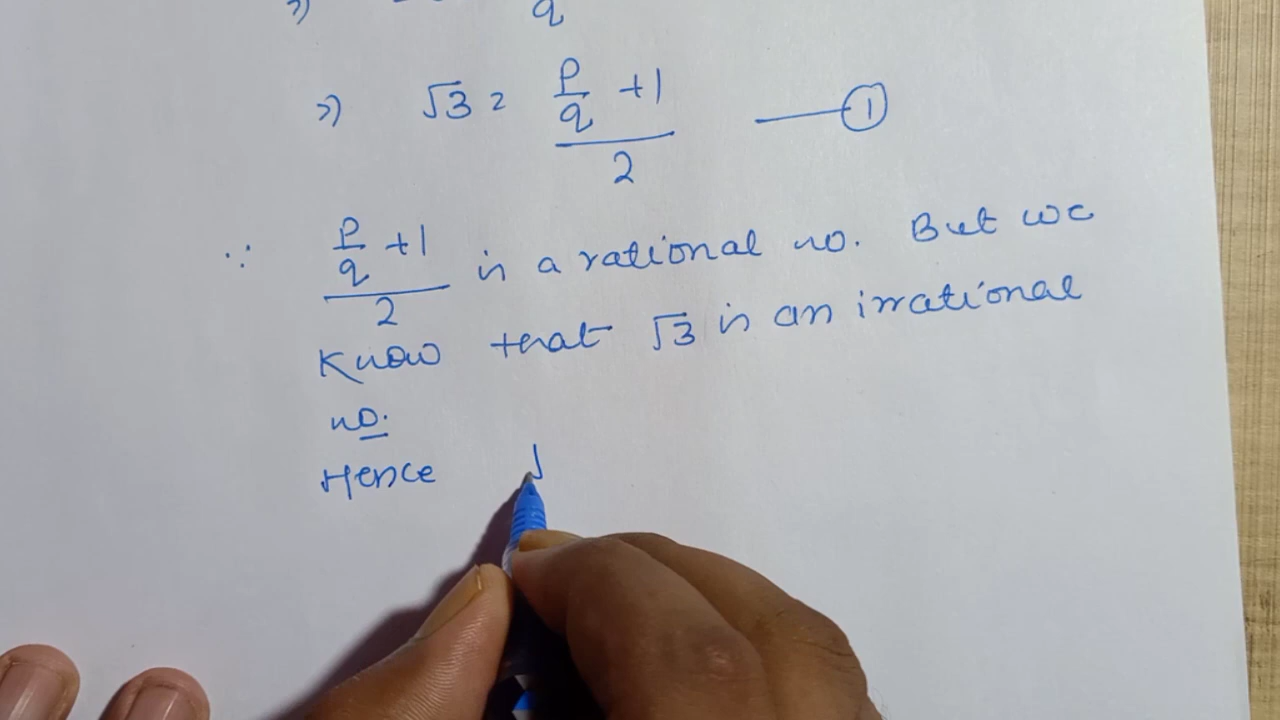 => q
=> √3 = (p/q + 1)/2 —— ①
∵ (p/q + 1)/2 is a rational no. But we
Know that √3 is an irrational
no.
Hence